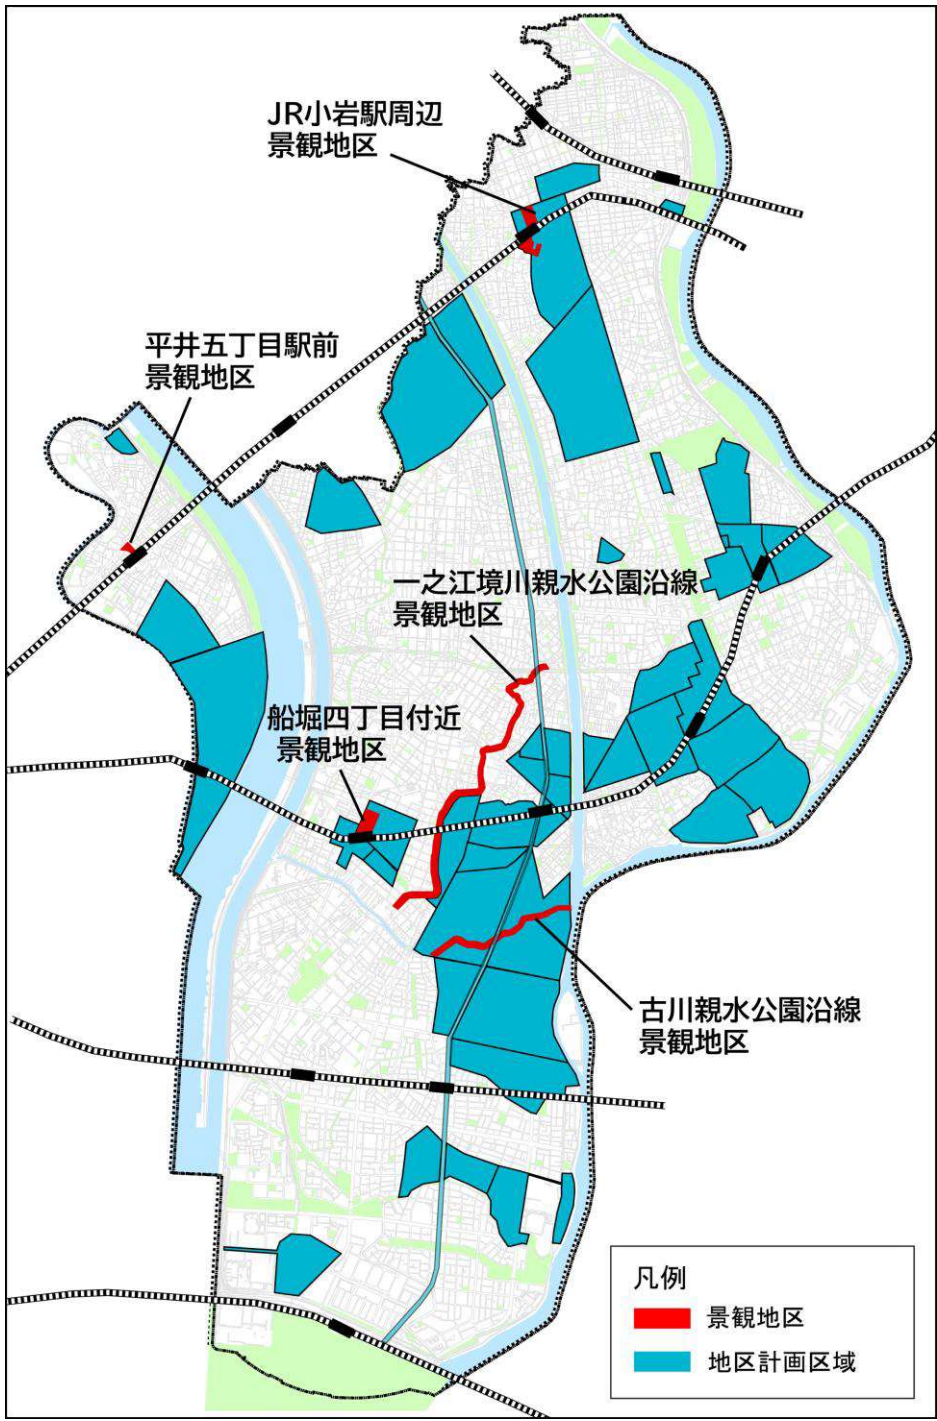 JR小岩駅周辺
景観地区
平井五丁目駅前
景観地区
一之江境川親水公園沿線
景観地区
船堀四丁目付近
景観地区
古川親水公園沿線
景観地区
凡例
景観地区
地区計画区域